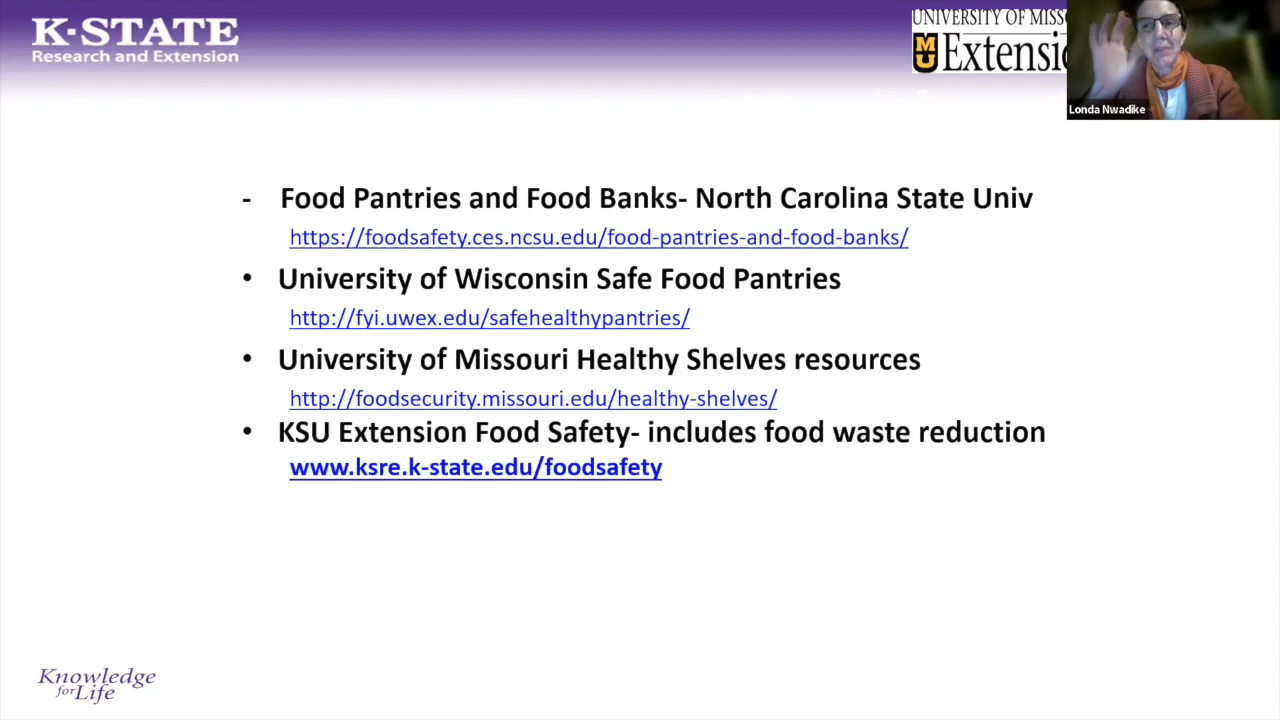 K-STATE
Research and Extension
UNIVERSITY OF MISSO
MU Extensio
Londa Nwadike
- Food Pantries and Food Banks- North Carolina State Univ
https://foodsafety.ces.ncsu.edu/food-pantries-and-food-banks/
• University of Wisconsin Safe Food Pantries
http://fyi.uwex.edu/safehealthypantries/
• University of Missouri Healthy Shelves resources
http://foodsecurity.missouri.edu/healthy-shelves/
• KSU Extension Food Safety- includes food waste reduction
www.ksre.k-state.edu/foodsafety
Knowledge
for Life